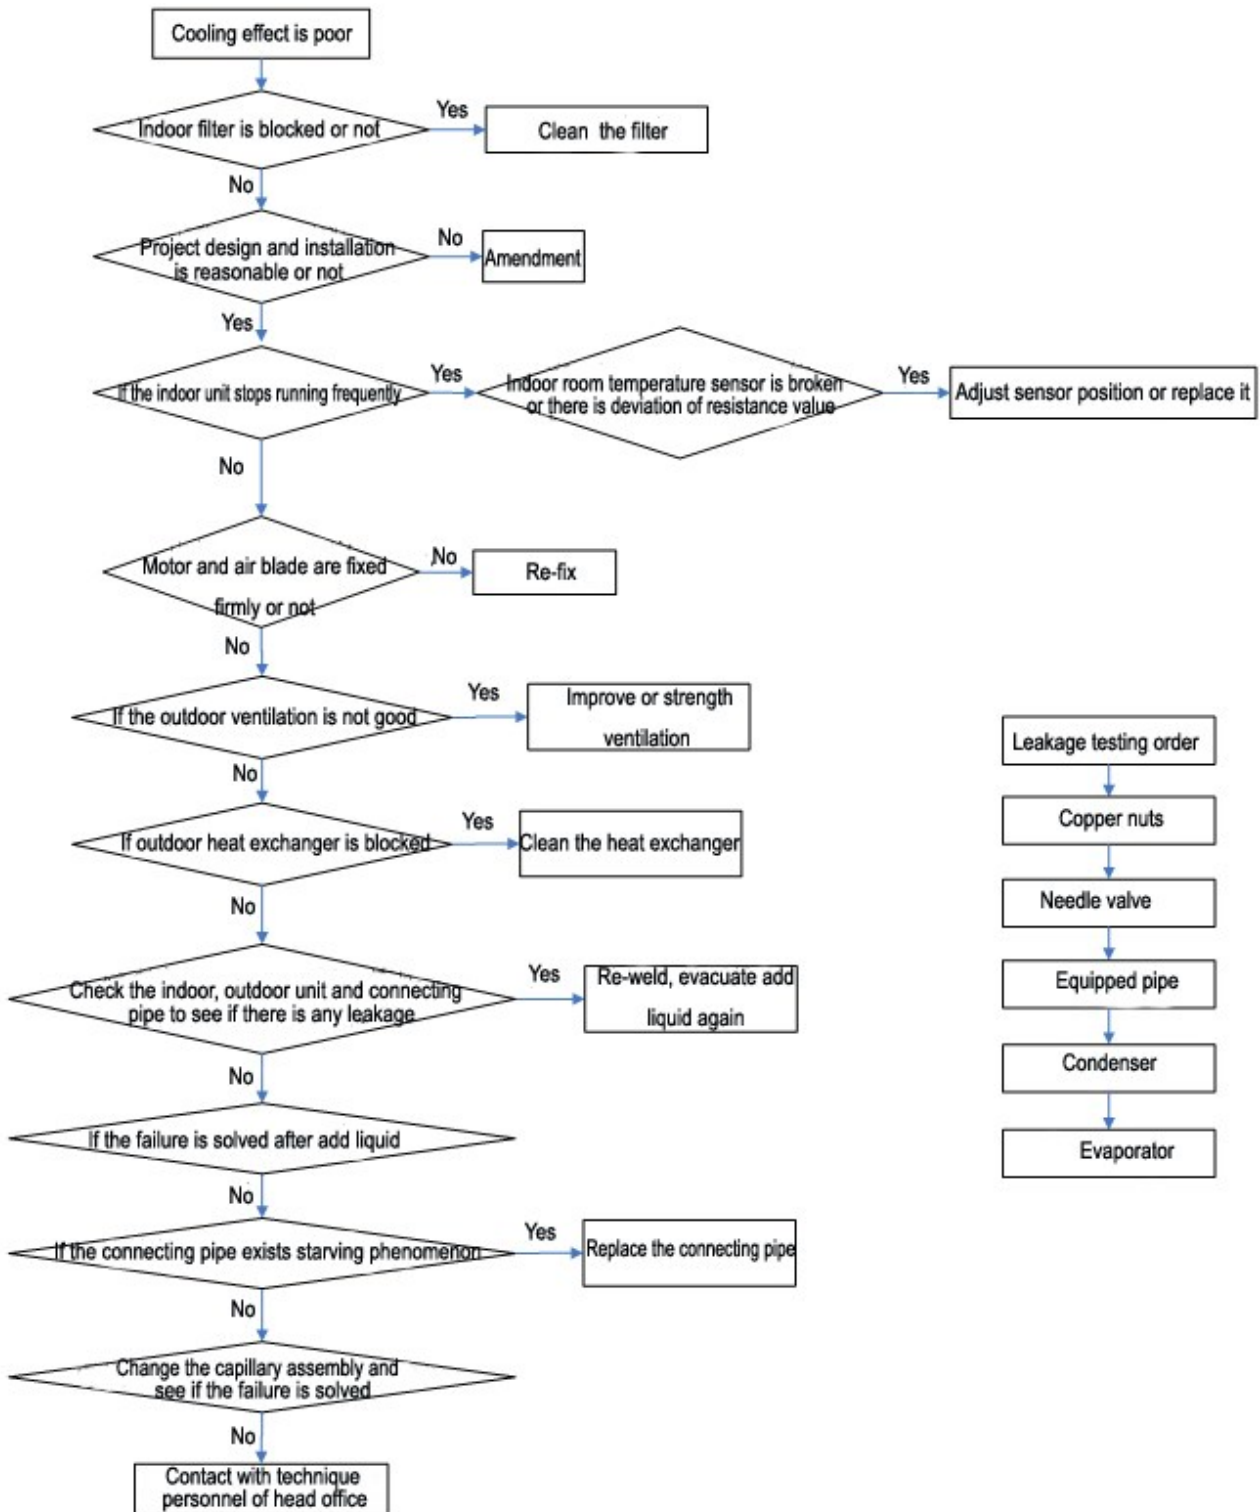 Cooling effect is poor
Indoor filter is blocked or not
Yes
Clean the filter
No
Project design and installation
is reasonable or not
No
Amendment
Yes
If the indoor unit stops running frequently
Yes
Indoor room temperature sensor is broken
or there is deviation of resistance value
Yes
Adjust sensor position or replace it
No
Motor and air blade are fixed
firmly or not
No
Re-fix
No
If the outdoor ventilation is not good
Yes
Improve or strength
ventilation
No
If outdoor heat exchanger is blocked
Yes
Clean the heat exchanger
No
Check the indoor, outdoor unit and connecting
pipe to see if there is any leakage
Yes
Re-weld, evacuate add
liquid again
No
If the failure is solved after add liquid
No
If the connecting pipe exists starving phenomenon
Yes
Replace the connecting pipe
No
Change the capillary assembly and
see if the failure is solved
No
Contact with technique
personnel of head office
Leakage testing order
Copper nuts
Needle valve
Equipped pipe
Condenser
Evaporator